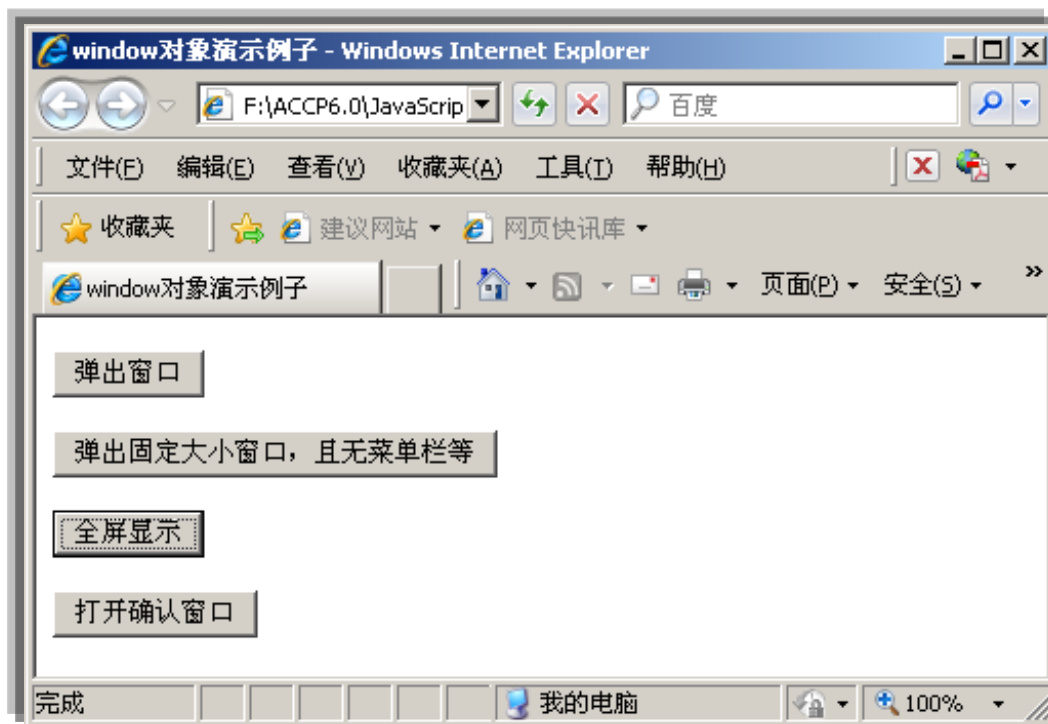 window对象演示例子 - Windows Internet Explorer
F:\ACCP6.0\JavaScrip 百度
文件(F) 编辑(E) 查看(V) 收藏夹(A) 工具(T) 帮助(H)
收藏夹 建议网站 网页快讯库
window对象演示例子 页面(P) 安全(S) »
弹出窗口
弹出固定大小窗口，且无菜单栏等
全屏显示
打开确认窗口
完成 我的电脑 100%